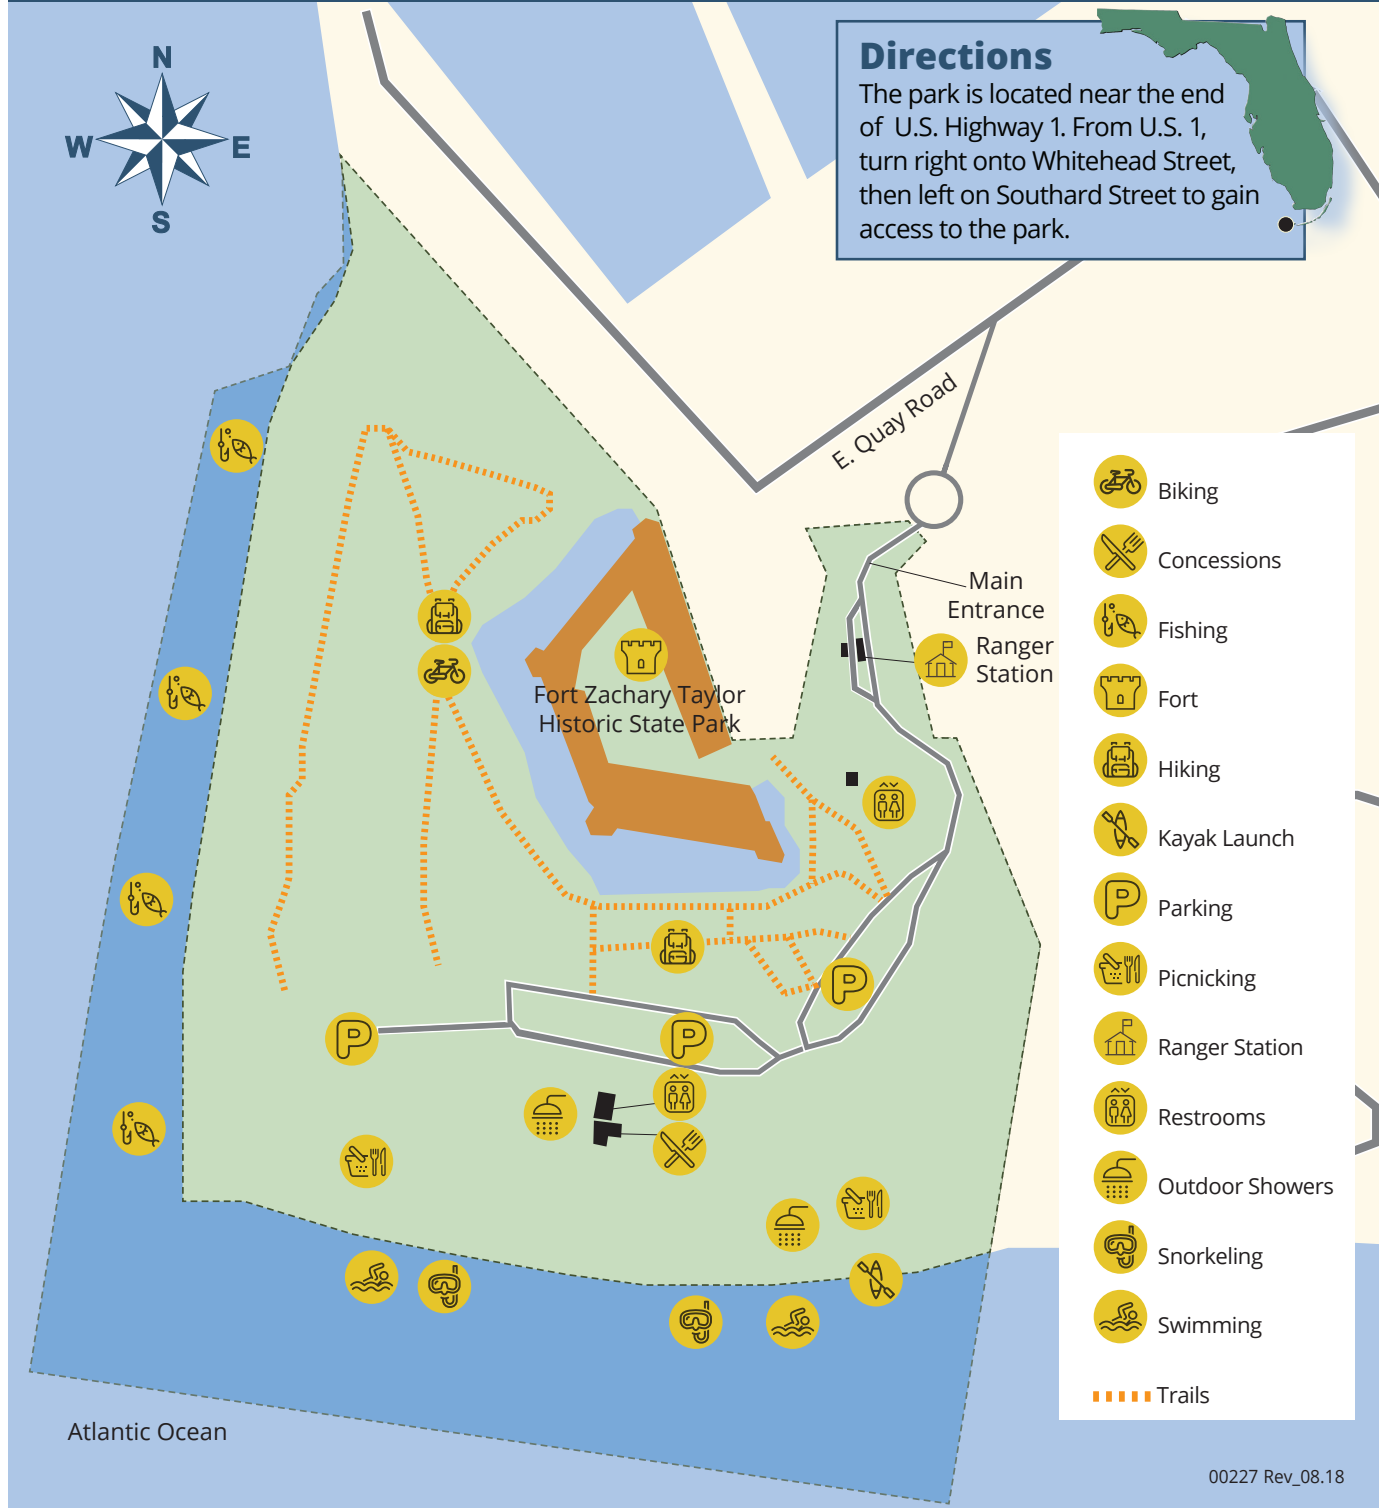 N
W
E
S
Directions
The park is located near the end
of U.S. Highway 1. From U.S. 1,
turn right onto Whitehead Street,
then left on Southard Street to gain
access to the park.
E. Quay Road
Main
Entrance
Ranger
Station
Fort Zachary Taylor
Historic State Park
P
P
P
Biking
Concessions
Fishing
Fort
Hiking
Kayak Launch
P
Parking
Picnicking
Ranger Station
Restrooms
Outdoor Showers
Snorkeling
Swimming
Trails
Atlantic Ocean
00227 Rev_08.18